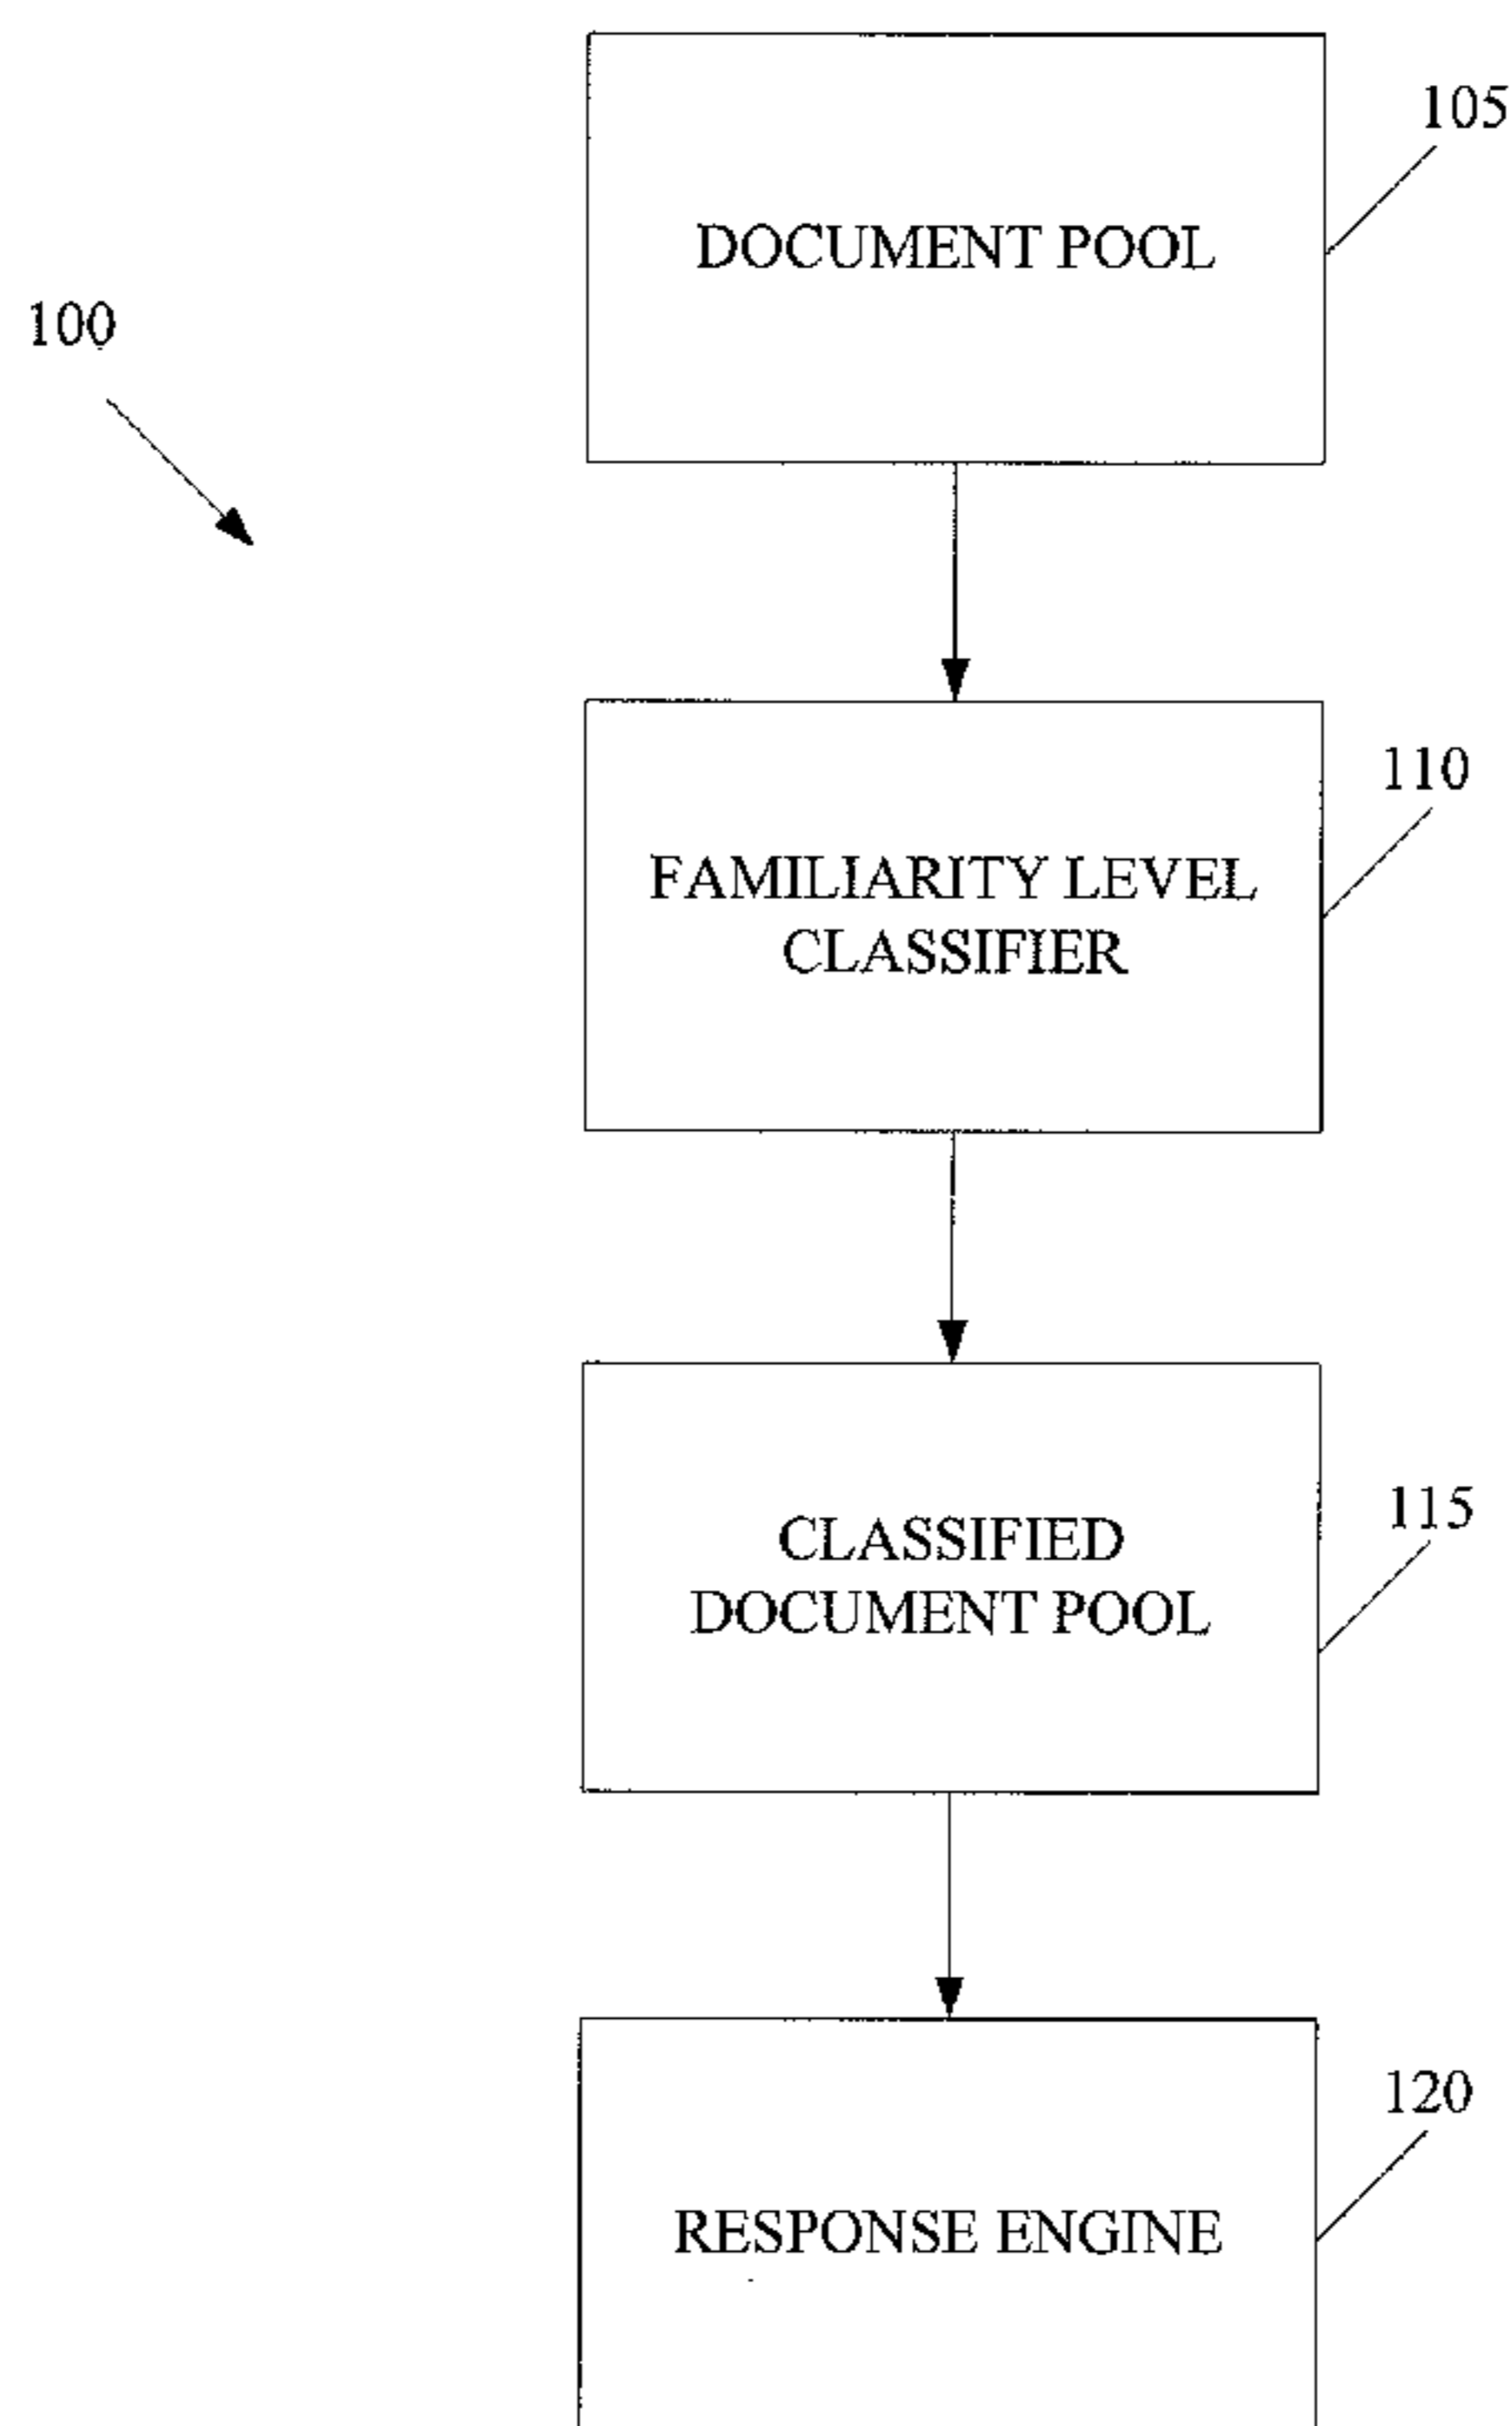 105
DOCUMENT POOL
100
110
FAMILIARITY LEVEL
CLASSIFIER
115
CLASSIFIED
DOCUMENT POOL
120
RESPONSE ENGINE